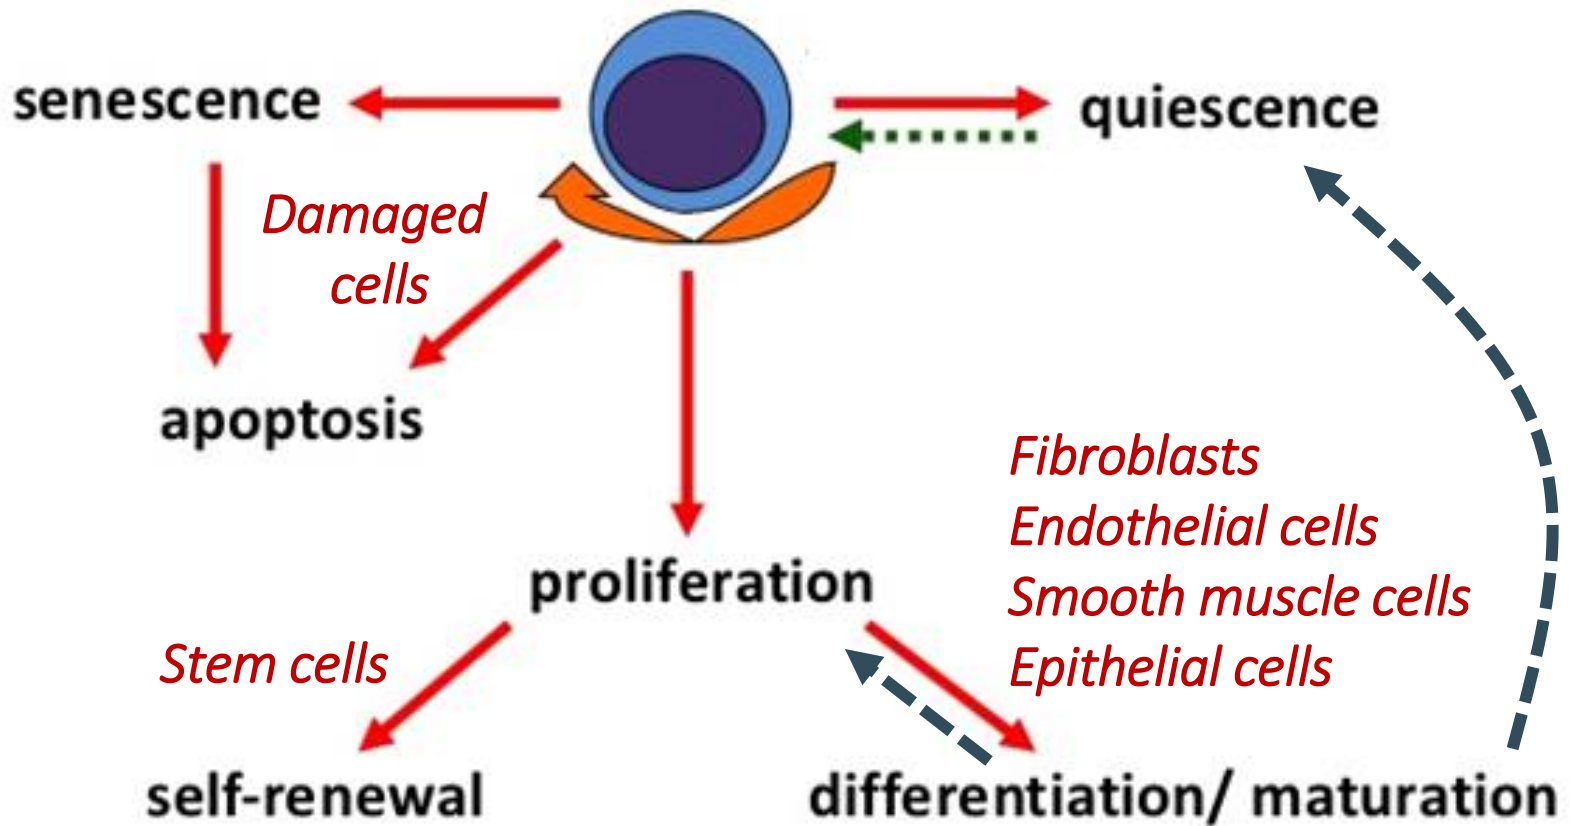 senescence
quiescence
Damaged
cells
apoptosis
Fibroblasts
Endothelial cells
Smooth muscle cells
Epithelial cells
proliferation
Stem cells
self-renewal
differentiation/ maturation